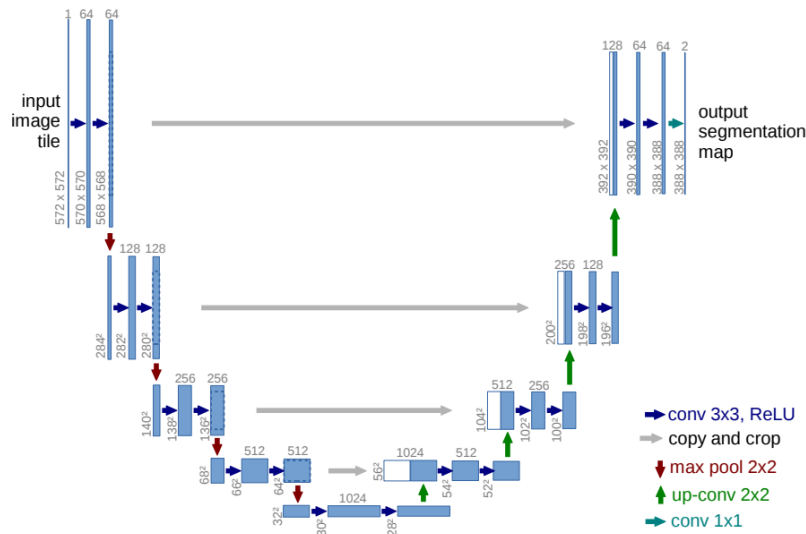 1 64 64
128 64 64 2
input
image
tile
output
segmentation
map
572 x 572
570 x 570
568 x 568
392 x 392
390 x 390
388 x 388
388 x 388
128 128
256 128
284²
282²
280²
200²
198²
196²
256 256
512 256
140²
138²
136²
104²
102²
100²
512 512
1024 512
68²
66²
64²
56²
54²
52²
1024
32²
30²
28²
conv 3x3, ReLU
copy and crop
max pool 2x2
up-conv 2x2
conv 1x1